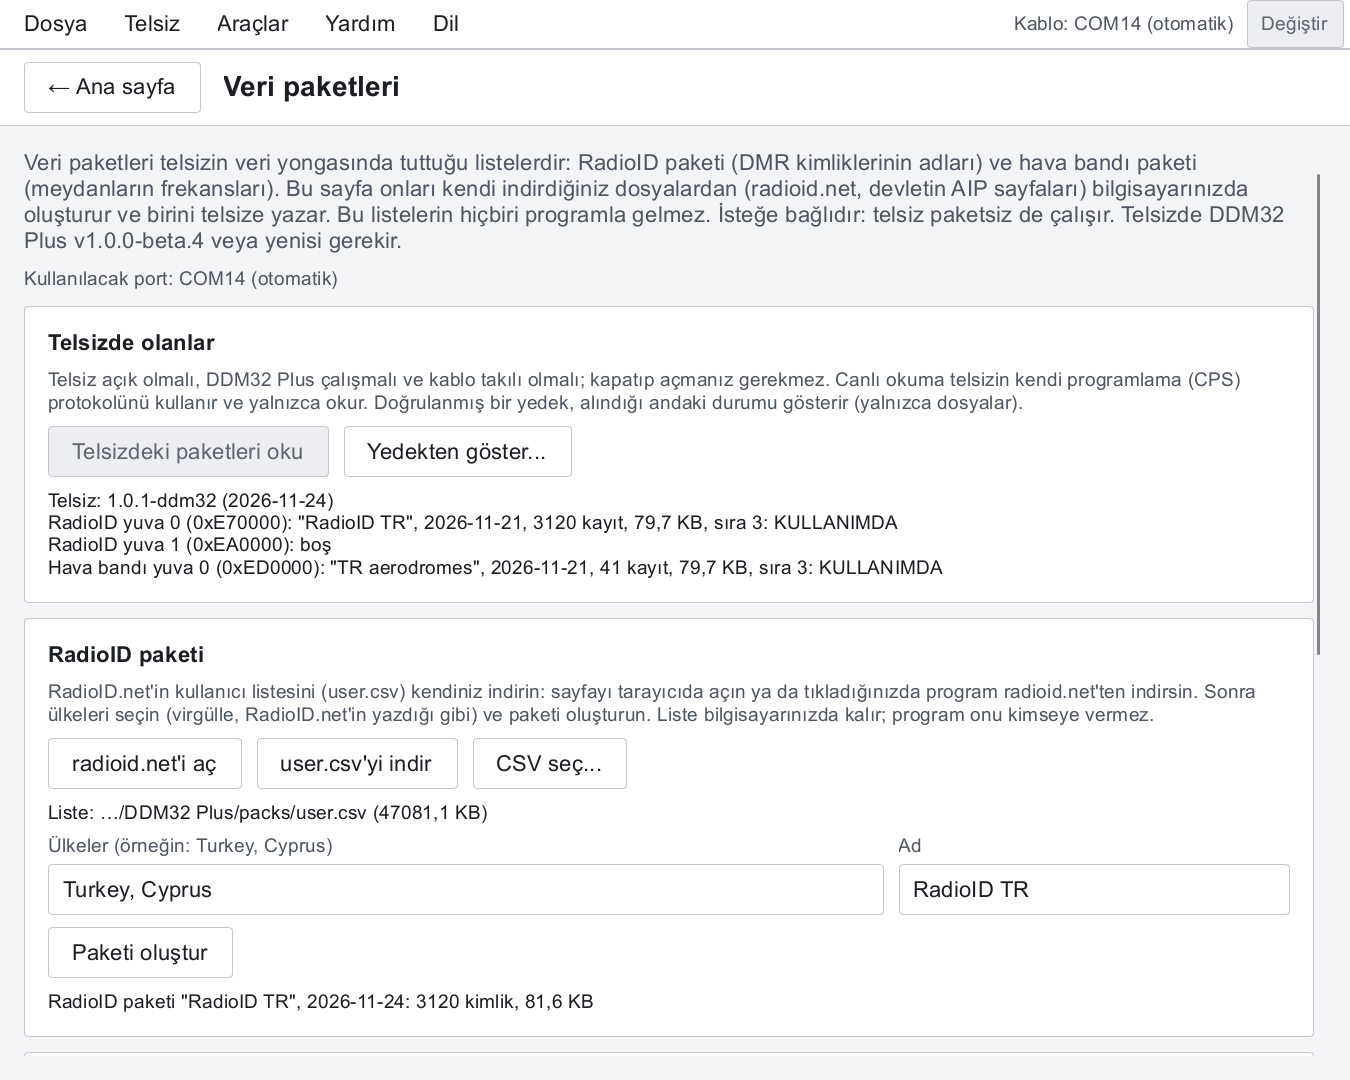 Dosya Telsiz Araçlar Yardım Dil Kablo: COM14 (otomatik) Değiştir
← Ana sayfa Veri paketleri
Veri paketleri telsizin veri yongasında tuttuğu listelerdir: RadioID paketi (DMR kimliklerinin adları) ve hava bandı paketi
(meydanların frekansları). Bu sayfa onları kendi indirdiğiniz dosyalardan (radioid.net, devletin AIP sayfaları) bilgisayarınızda
oluşturur ve birini telsize yazar. Bu listelerin hiçbiri programla gelmez. İsteğe bağlıdır: telsiz paketsiz de çalışır. Telsizde DDM32
Plus v1.0.0-beta.4 veya yenisi gerekir.
Kullanılacak port: COM14 (otomatik)
Telsizde olanlar
Telsiz açık olmalı, DDM32 Plus çalışmalı ve kablo takılı olmalı; kapatıp açmanız gerekmez. Canlı okuma telsizin kendi programlama (CPS)
protokolünü kullanır ve yalnızca okur. Doğrulanmış bir yedek, alındığı andaki durumu gösterir (yalnızca dosyalar).
Telsizdeki paketleri oku Yedekten göster...
Telsiz: 1.0.1-ddm32 (2026-11-24)
RadioID yuva 0 (0xE70000): "RadioID TR", 2026-11-21, 3120 kayıt, 79,7 KB, sıra 3: KULLANIMDA
RadioID yuva 1 (0xEA0000): boş
Hava bandı yuva 0 (0xED0000): "TR aerodromes", 2026-11-21, 41 kayıt, 79,7 KB, sıra 3: KULLANIMDA
RadioID paketi
RadioID.net'in kullanıcı listesini (user.csv) kendiniz indirin: sayfayı tarayıcıda açın ya da tıkladığınızda program radioid.net'ten indirsin. Sonra
ülkeleri seçin (virgülle, RadioID.net'in yazdığı gibi) ve paketi oluşturun. Liste bilgisayarınızda kalır; program onu kimseye vermez.
radioid.net'i aç user.csv'yi indir CSV seç...
Liste: …/DDM32 Plus/packs/user.csv (47081,1 KB)
Ülkeler (örneğin: Turkey, Cyprus) Ad
Turkey, Cyprus RadioID TR
Paketi oluştur
RadioID paketi "RadioID TR", 2026-11-24: 3120 kimlik, 81,6 KB